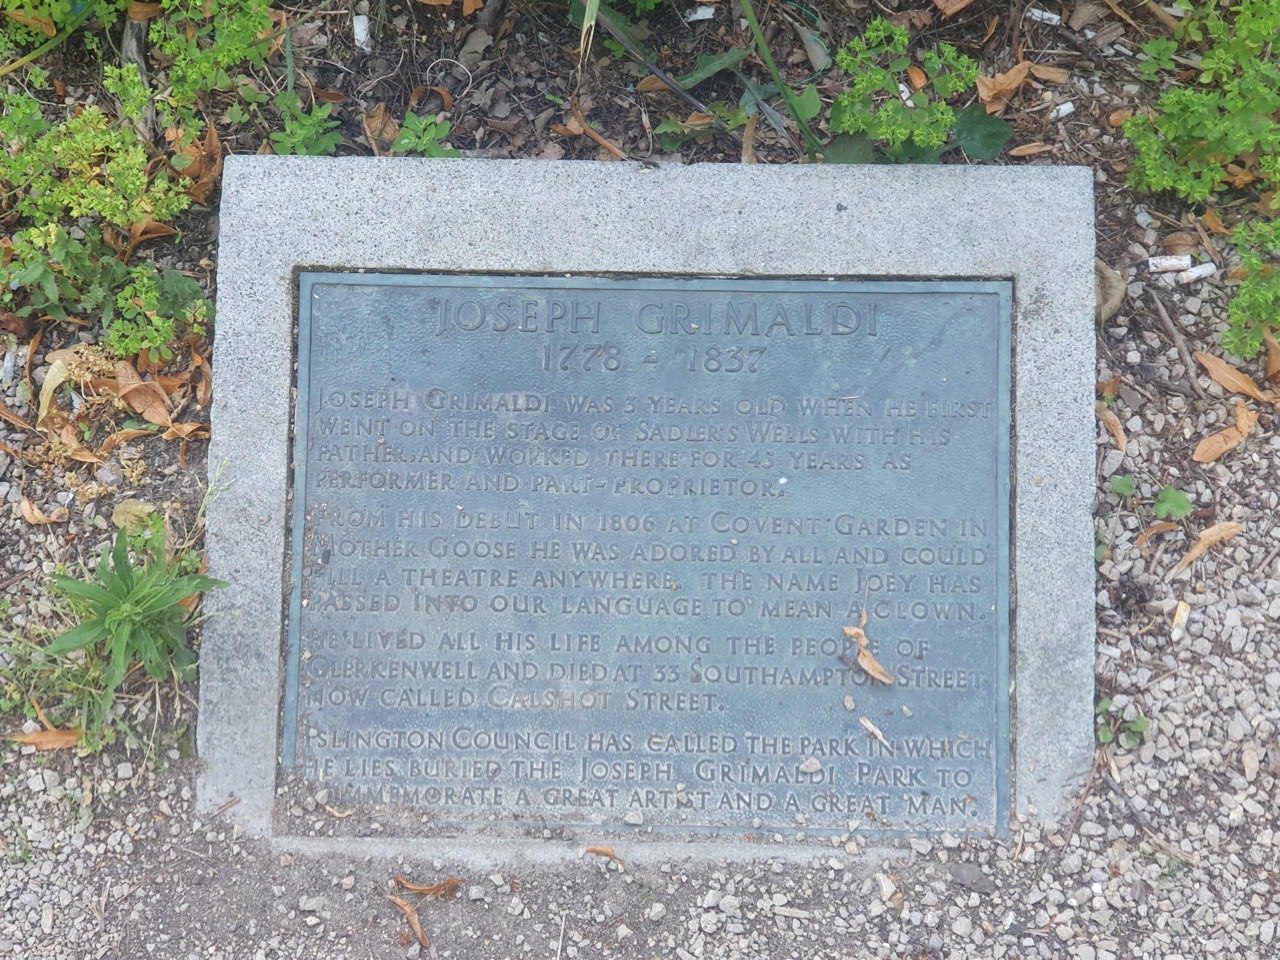 JOSEPH GRIMALDI
1778 - 1837
JOSEPH GRIMALDI WAS 3 YEARS OLD WHEN HE FIRST
WENT ON THE STAGE OF SADLER'S WELLS WITH HIS
FATHER AND WORKED THERE FOR 45 YEARS AS
PERFORMER AND PART-PROPRIETOR.
FROM HIS DEBUT IN 1806 AT COVENT GARDEN IN
MOTHER GOOSE HE WAS ADORED BY ALL AND COULD
FILL A THEATRE ANYWHERE. THE NAME JOEY HAS
PASSED INTO OUR LANGUAGE TO MEAN A CLOWN.
HE LIVED ALL HIS LIFE AMONG THE PEOPLE OF
CLERKENWELL AND DIED AT 33 SOUTHAMPTON STREET
NOW CALLED CALSHOT STREET.
ISLINGTON COUNCIL HAS CALLED THE PARK IN WHICH
HE LIES BURIED THE JOSEPH GRIMALDI PARK TO
COMMEMORATE A GREAT ARTIST AND A GREAT MAN.